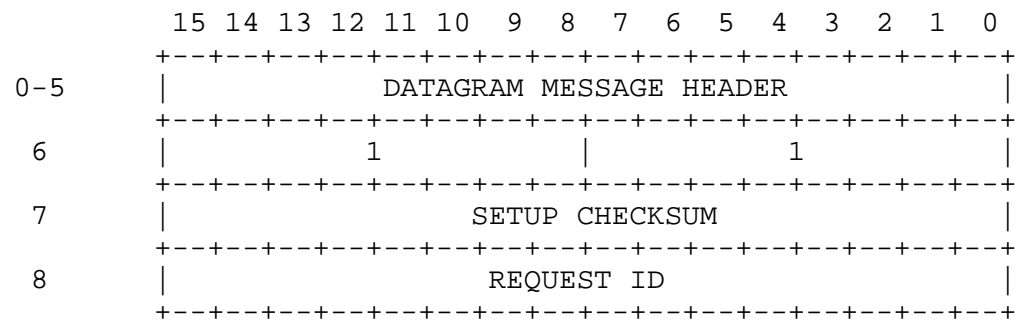 15 14 13 12 11 10 9 8 7 6 5 4 3 2 1 0
+--+--+--+--+--+--+--+--+--+--+--+--+--+--+--+--+
0-5 | DATAGRAM MESSAGE HEADER |
+--+--+--+--+--+--+--+--+--+--+--+--+--+--+--+--+
6 | 1 | 1 |
+--+--+--+--+--+--+--+--+--+--+--+--+--+--+--+--+
7 | SETUP CHECKSUM |
+--+--+--+--+--+--+--+--+--+--+--+--+--+--+--+--+
8 | REQUEST ID |
+--+--+--+--+--+--+--+--+--+--+--+--+--+--+--+--+